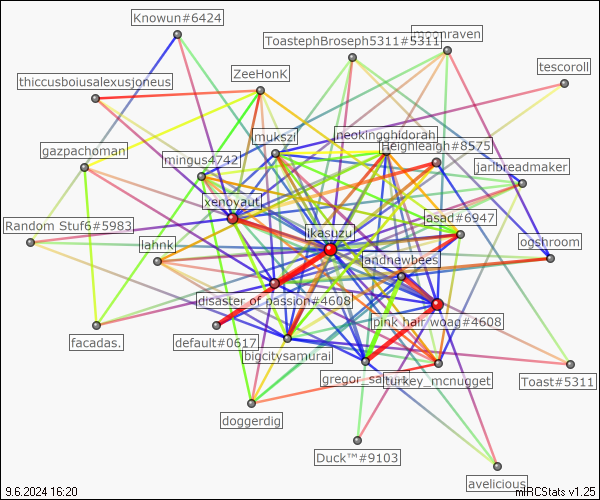 Knowun#6424
ToastephBroseph5311#5311
moonraven
tescoroll
thiccusboiusalexusjoneus
ZeeHonK
mukszi
neokingghidorah
Heighleaigh#8575
gazpachoman
mingus4742
jarlbreadmaker
xenoyaut
Random Stuf6#5983
ikasuzu
asad#6947
lahnk
ogshroom
landnewbees
disaster of passion#4608
pink hair woag#4608
facadas.
default#0617
bigcitysamurai
gregor_sa
turkey_mcnugget
Toast#5311
doggerdig
Duck™#9103
avelicious
9.6.2024 16:20
mIRCStats v1.25